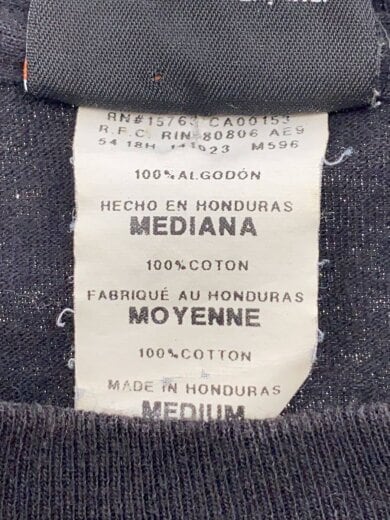 RN#15763 CA00153
R.F.C. RIN-80806 AE9
54 18H 141023 M596
100%ALGODÓN
HECHO EN HONDURAS
MEDIANA
100%COTON
FABRIQUÉ AU HONDURAS
MOYENNE
100%COTTON
MADE IN HONDURAS
MEDIUM